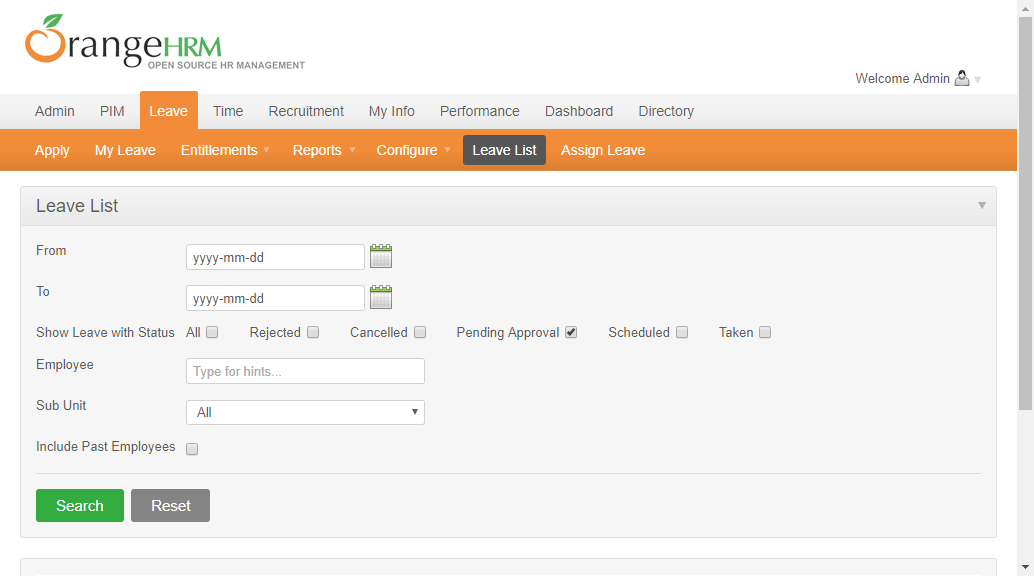 OrangeHRM
OPEN SOURCE HR MANAGEMENT
Welcome Admin
Admin PIM Leave Time Recruitment My Info Performance Dashboard Directory
Apply My Leave Entitlements Reports Configure Leave List Assign Leave
Leave List
From yyyy-mm-dd
To yyyy-mm-dd
Show Leave with Status All Rejected Cancelled Pending Approval Scheduled Taken
Employee Type for hints...
Sub Unit All
Include Past Employees
Search Reset